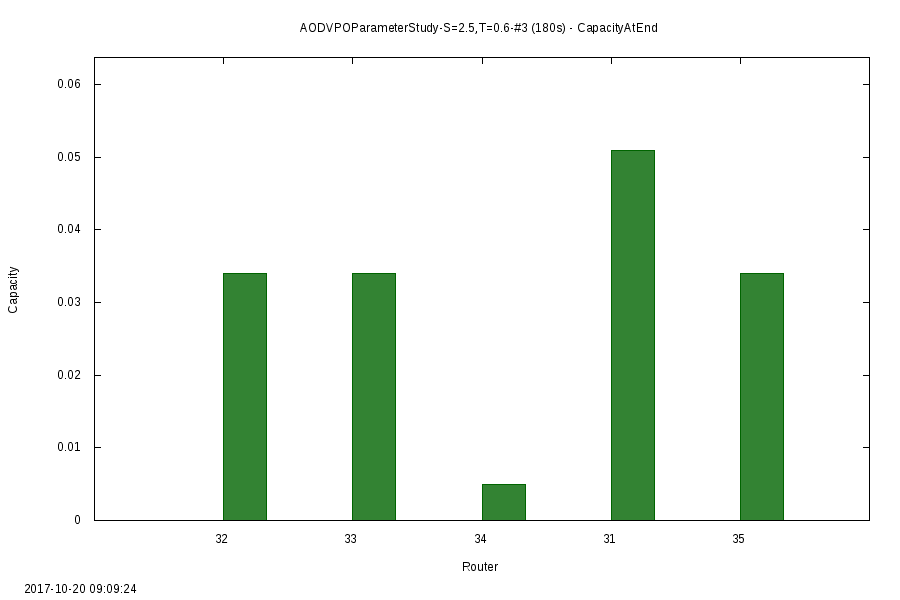 AODVPOParameterStudy-S=2.5,T=0.6-#3 (180s) - CapacityAtEnd
0.06
0.05
0.04
0.03
0.02
0.01
0
Capacity
32 33 34 31 35
Router
2017-10-20 09:09:24